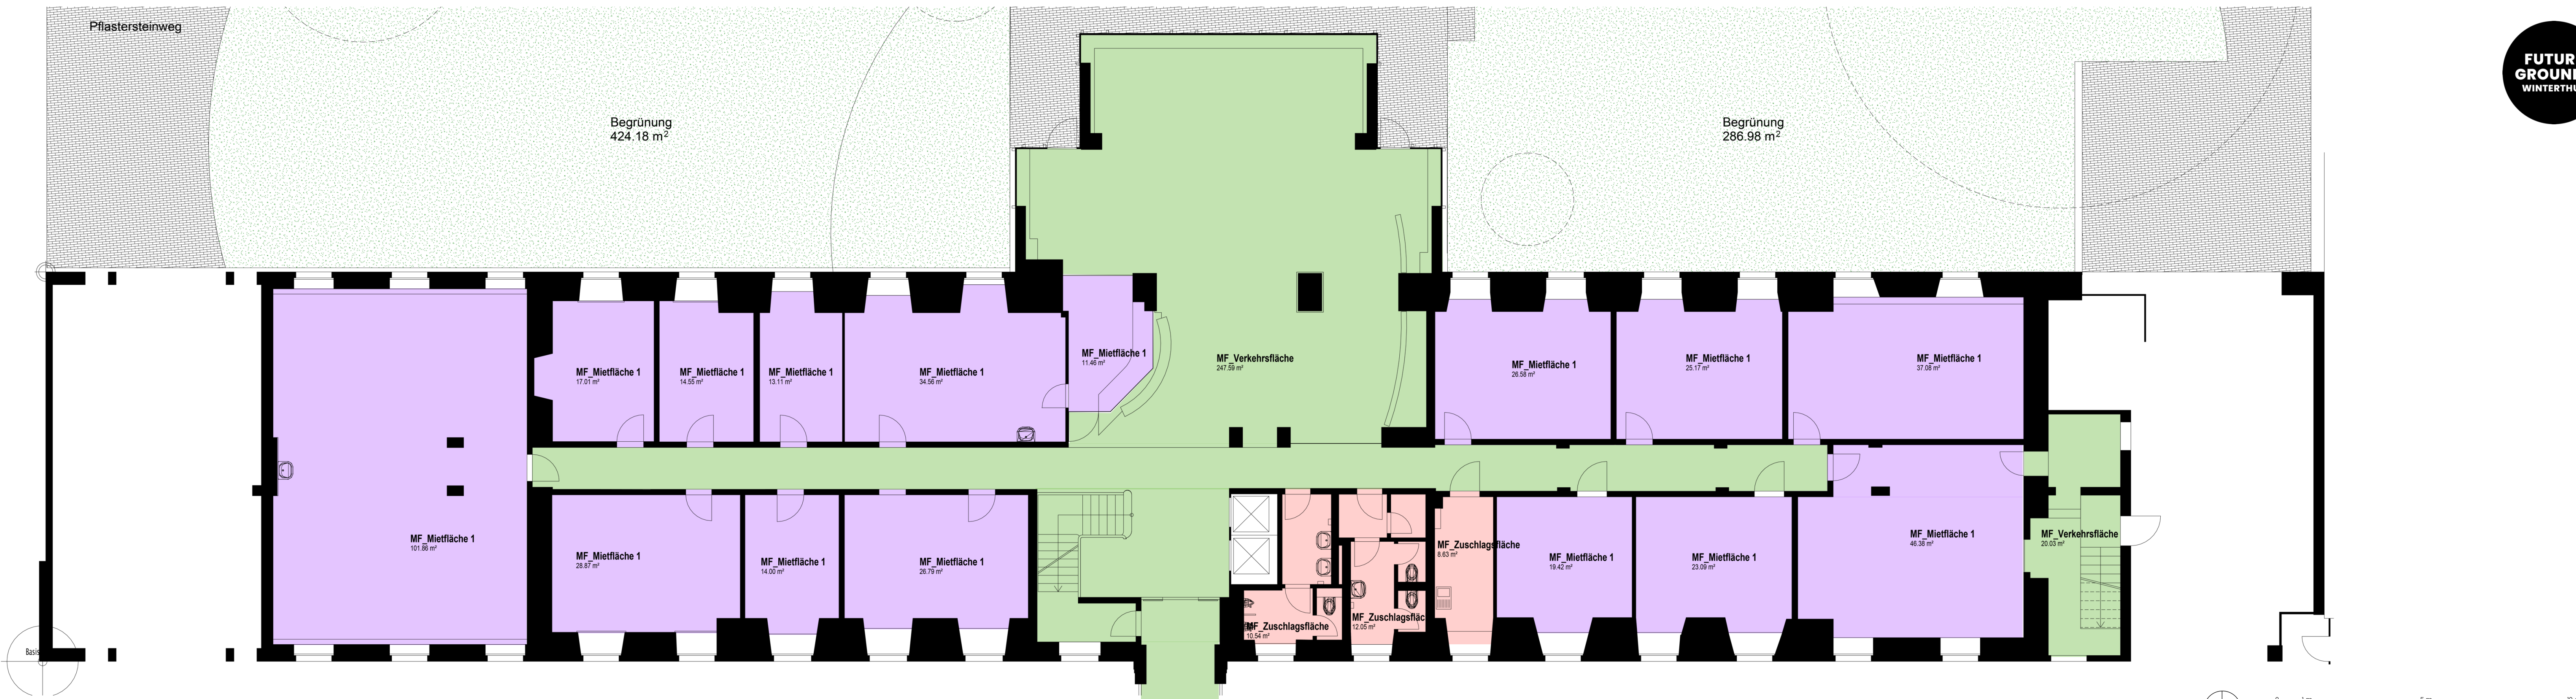 Pflastersteinweg
FUTUR
GROUN
WINTERTHU
Begrünung
424.18 m²
Begrünung
286.98 m²
MF_Mietfläche 1
17.01 m²
MF_Mietfläche 1
14.55 m²
MF_Mietfläche 1
13.11 m²
MF_Mietfläche 1
34.56 m²
MF_Mietfläche 1
11.46 m²
MF_Verkehrsfläche
247.59 m²
MF_Mietfläche 1
26.58 m²
MF_Mietfläche 1
25.17 m²
MF_Mietfläche 1
37.08 m²
MF_Mietfläche 1
101.86 m²
MF_Mietfläche 1
28.87 m²
MF_Mietfläche 1
14.00 m²
MF_Mietfläche 1
26.79 m²
MF_Zuschlagsfläche
10.54 m²
MF_Zuschlagsfläc
12.05 m²
MF_Zuschlagsfläche
8.63 m²
MF_Mietfläche 1
19.42 m²
MF_Mietfläche 1
23.09 m²
MF_Mietfläche 1
46.36 m²
MF_Verkehrsfläche
20.03 m²
Basis